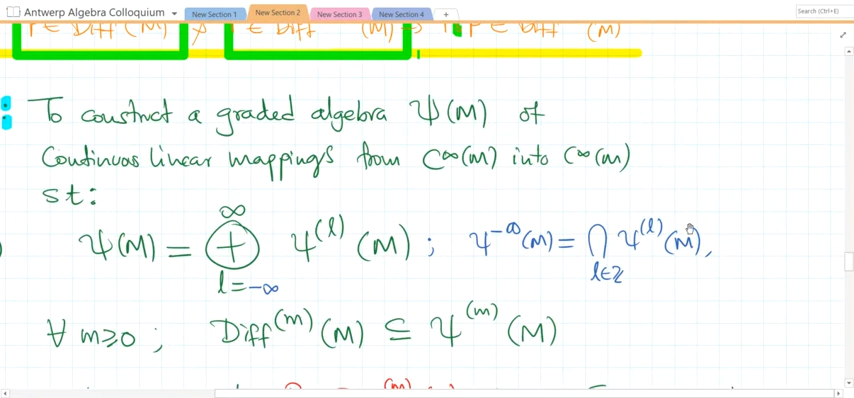 Antwerp Algebra Colloquium New Section 1 New Section 2 New Section 3 New Section 4 + Search (Ctrl+E)
To construct a graded algebra Ψ(M) of
Continuous linear mappings from C∞(M) into C∞(M)
st:
Ψ(M) = ⊕_{l=-∞}^{∞} Ψ^(l)(M) ; Ψ^{-∞}(M) = ⋂_{l∈ℤ} Ψ^(l)(M),
∀ m≥0 ; Diff^(m)(M) ⊆ Ψ^(m)(M)